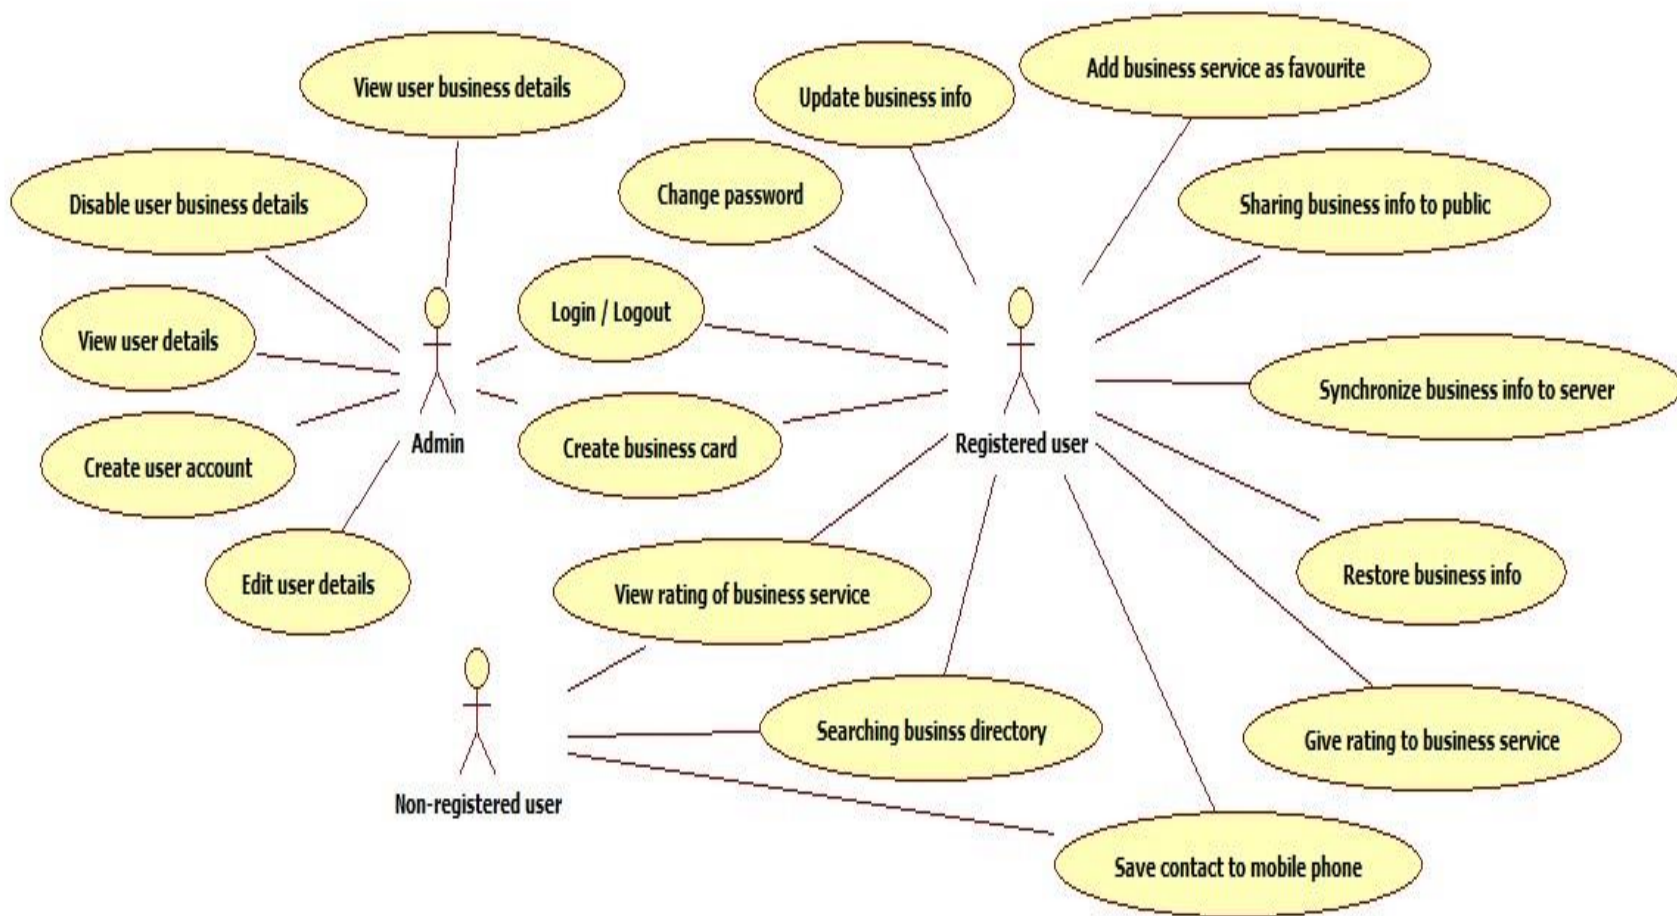 View user business details
Update business info
Add business service as favourite
Disable user business details
Change password
Sharing business info to public
View user details
Login / Logout
Synchronize business info to server
Admin
Registered user
Create user account
Create business card
Edit user details
View rating of business service
Restore business info
Searching businss directory
Give rating to business service
Non-registered user
Save contact to mobile phone